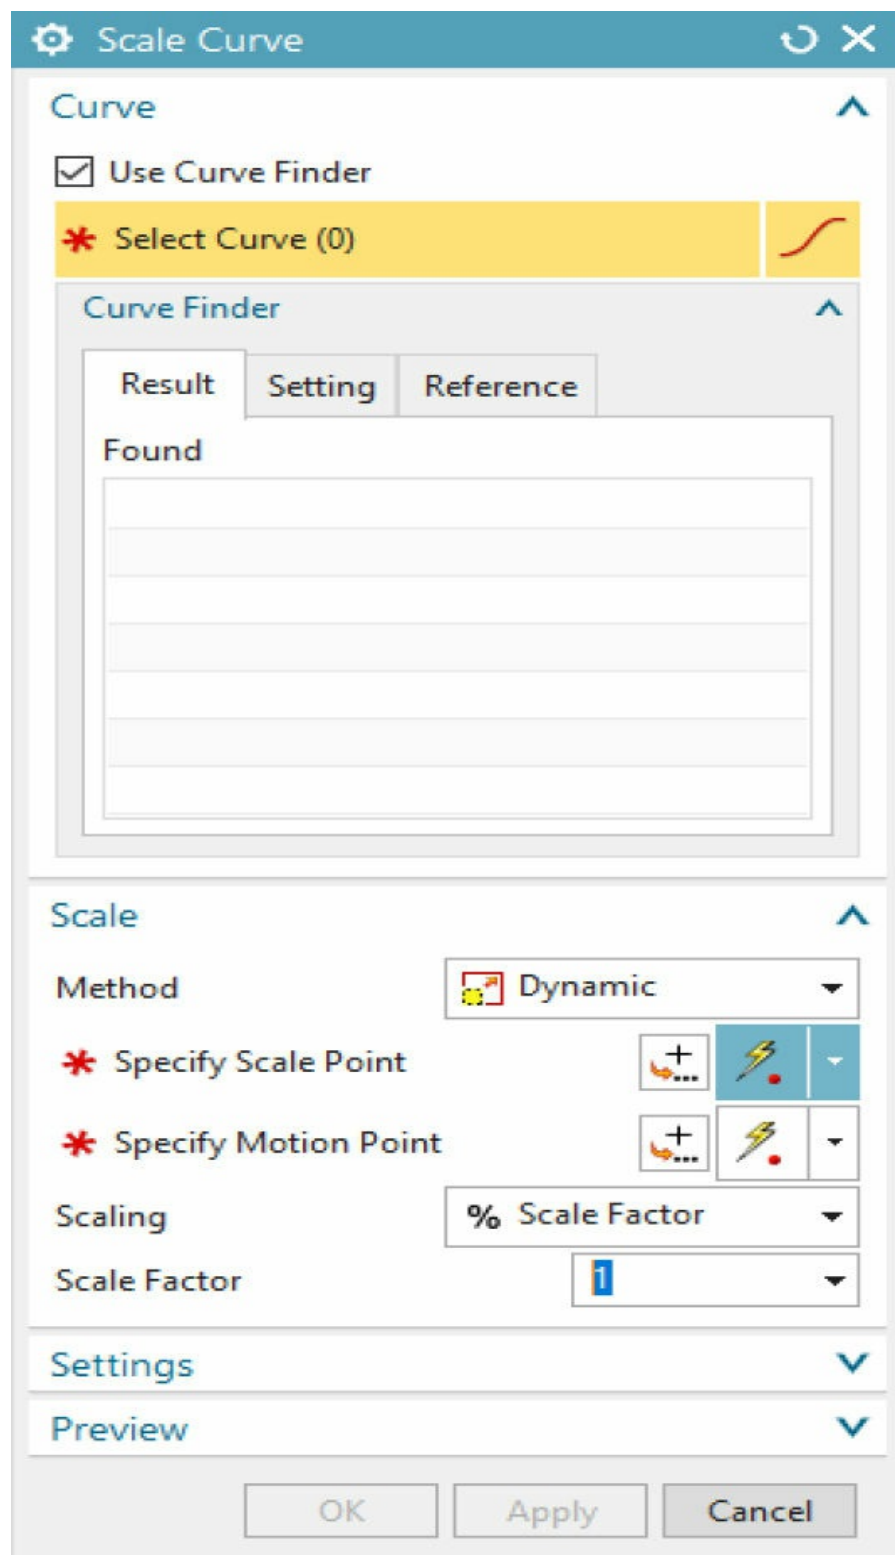 Scale Curve
Curve
Use Curve Finder
* Select Curve (0)
Curve Finder
Result Setting Reference
Found
Scale
Method Dynamic
* Specify Scale Point
* Specify Motion Point
Scaling % Scale Factor
Scale Factor 1
Settings
Preview
OK Apply Cancel